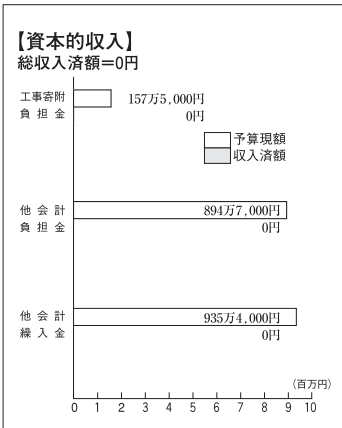 【資本的収入】
総収入済額=0円
工事寄附 157万5,000円
負担金 0円
予算現額
収入済額
他会計 894万7,000円
負担金 0円
他会計 935万4,000円
繰入金 0円
(百万円)
0 1 2 3 4 5 6 7 8 9 10